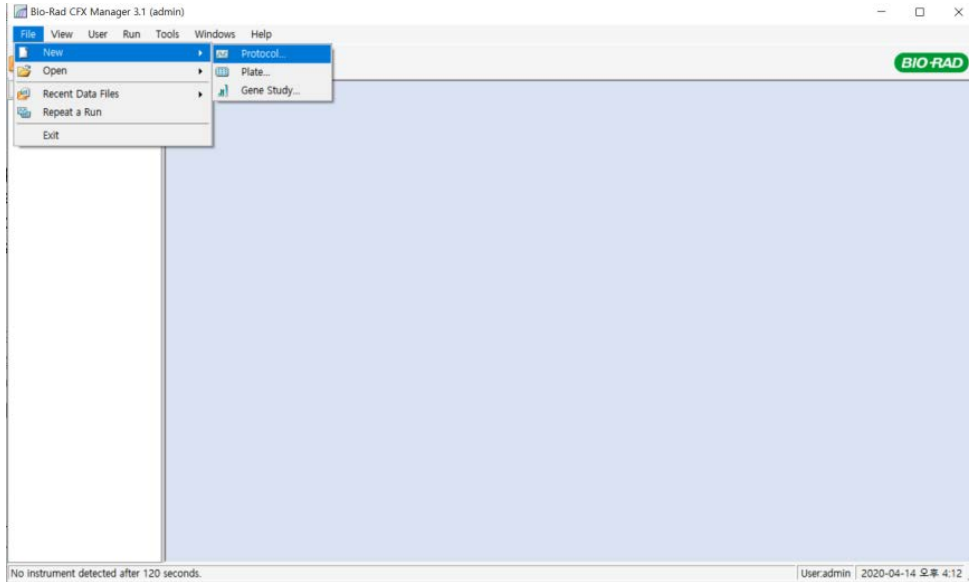 Bio-Rad CFX Manager 3.1 (admin)
File View User Run Tools Windows Help
New
Protocol...
Open
Plate...
Gene Study...
Recent Data Files
Repeat a Run
Exit
BIO-RAD
No instrument detected after 120 seconds.
User:admin 2020-04-14 오후 4:12